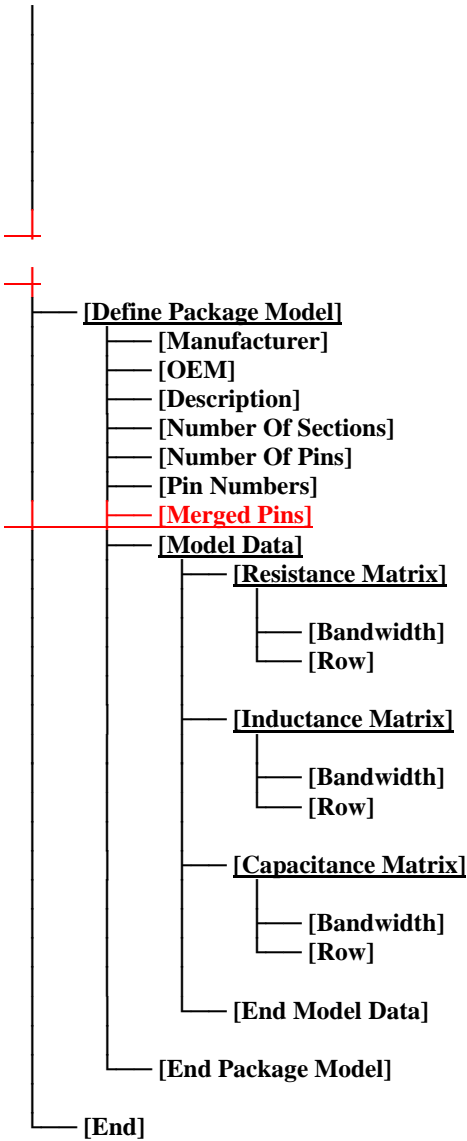 [Define Package Model]
[Manufacturer]
[OEM]
[Description]
[Number Of Sections]
[Number Of Pins]
[Pin Numbers]
[Merged Pins]
[Model Data]
[Resistance Matrix]
[Bandwidth]
[Row]
[Inductance Matrix]
[Bandwidth]
[Row]
[Capacitance Matrix]
[Bandwidth]
[Row]
[End Model Data]
[End Package Model]
[End]